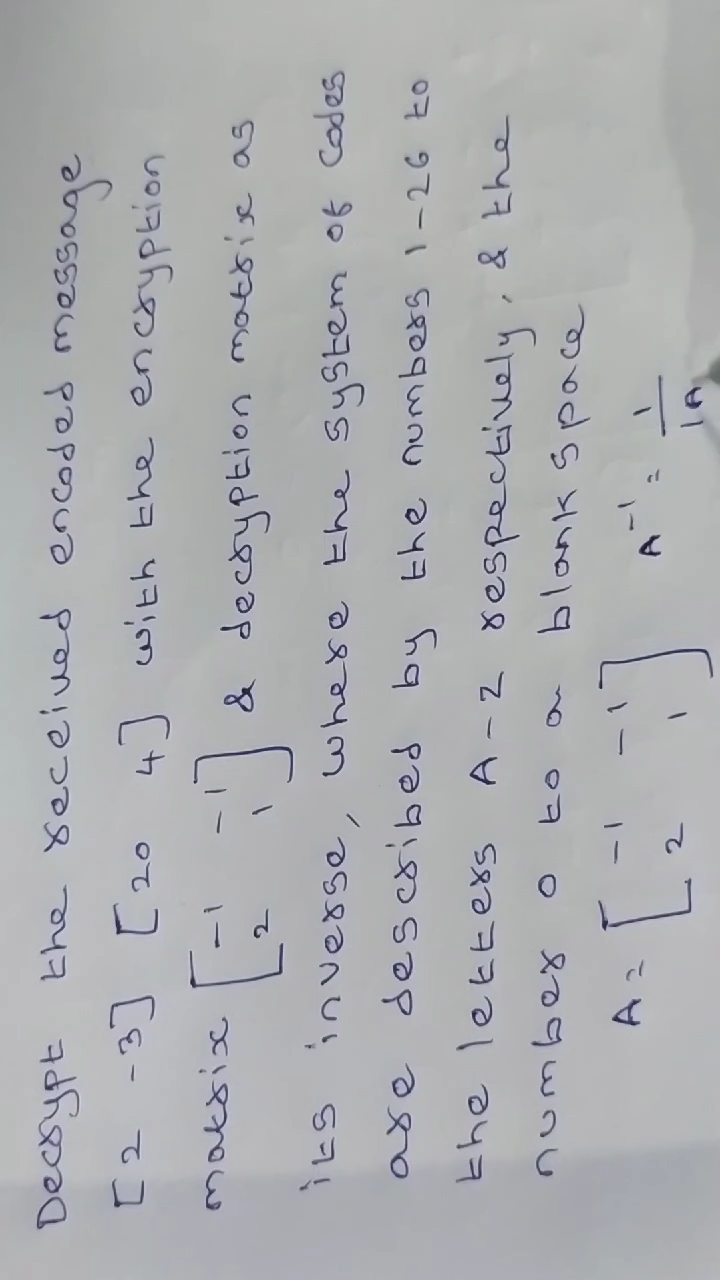 Decrypt the received encoded message
[2 -3] [20 4] with the encryption
matrix [-1 -1
2 1] & decryption matrix as
its inverse, where the system of codes
are described by the numbers 1-26 to
the letters A-Z respectively, & the
number 0 to a blank space
A = [-1 -1
2 1] A⁻¹ = 1
|A